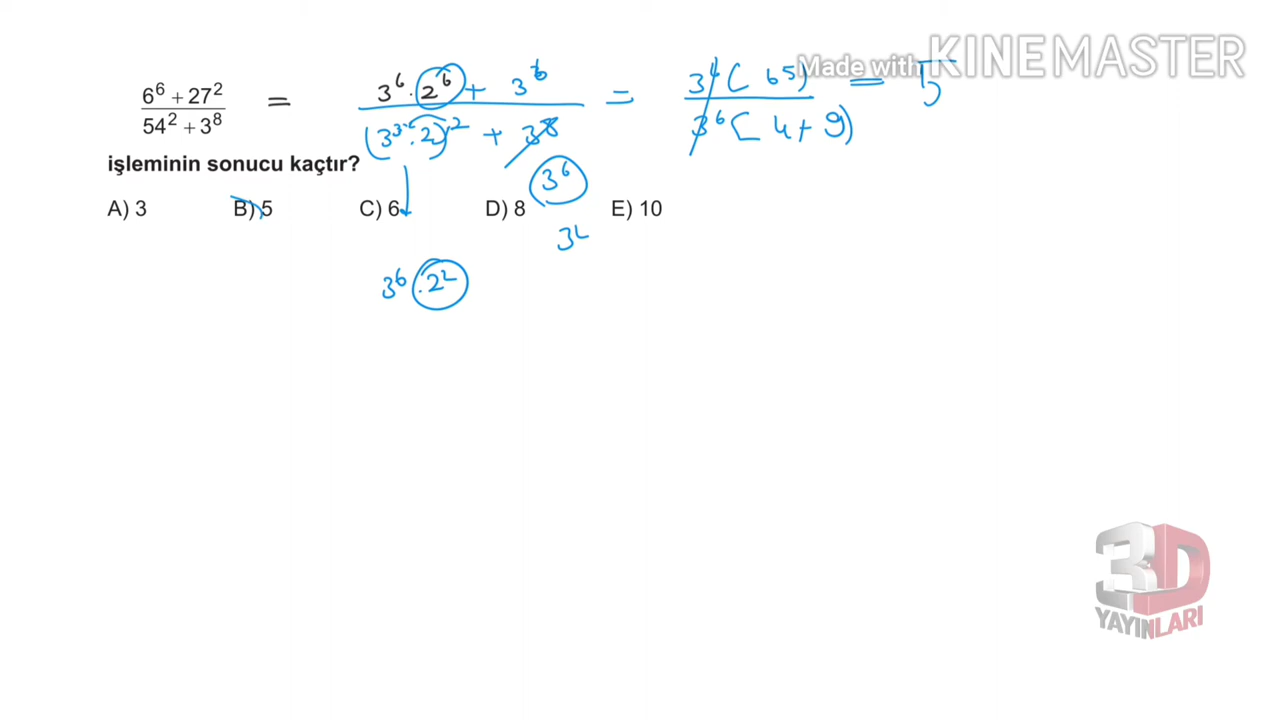 Made with KINEMASTER
6⁶ + 27² / 54² + 3⁸ = 3⁶ . 2⁶ + 3⁶ / (3³ . 2)² + 3⁸ = 3⁶ ( 65) / 3⁶ ( 4 + 9) = 5
işleminin sonucu kaçtır?
3⁶
A) 3 B) 5 C) 6 D) 8 E) 10
3²
3⁶ . 2²
3D
YAYINLARI